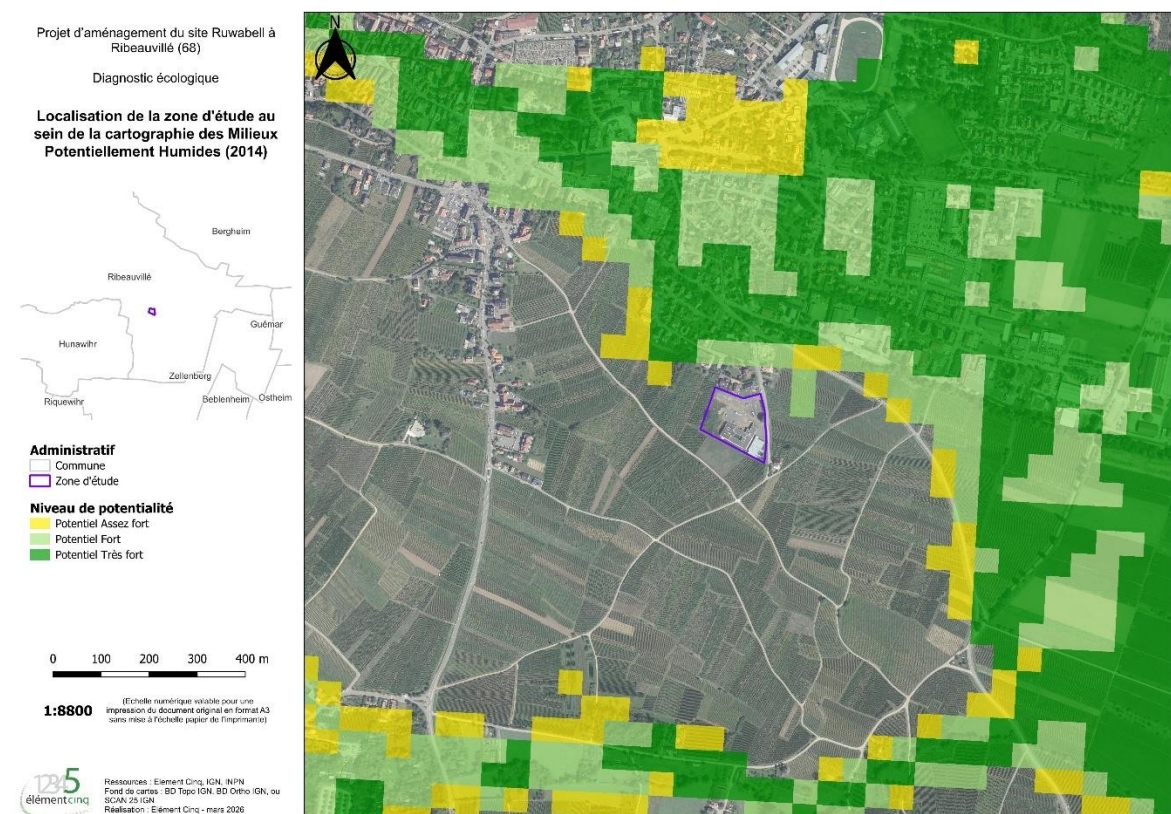 Projet d'aménagement du site Ruwabell à
Ribeauvillé (68)
Diagnostic écologique
Localisation de la zone d'étude au
sein de la cartographie des Milieux
Potentiellement Humides (2014)
Bergheim
Ribeauvillé
Guémar
Hunawihr
Zellenberg
Riquewihr
Beblenheim
Ostheim
Administratif
Commune
Zone d'étude
Niveau de potentialité
Potentiel Assez fort
Potentiel Fort
Potentiel Très fort
0 100 200 300 400 m
1:8800
(Echelle numérique valable pour une
impression du document original en format A3
sans mise à l'échelle papier de l'imprimante)
12345
élémentcinq
Ressources : Element Cinq, IGN, INPN
Fond de cartes : BD Topo IGN, BD Ortho IGN, ou
SCAN 25 IGN
Réalisation : Elément Cinq - mars 2026
N